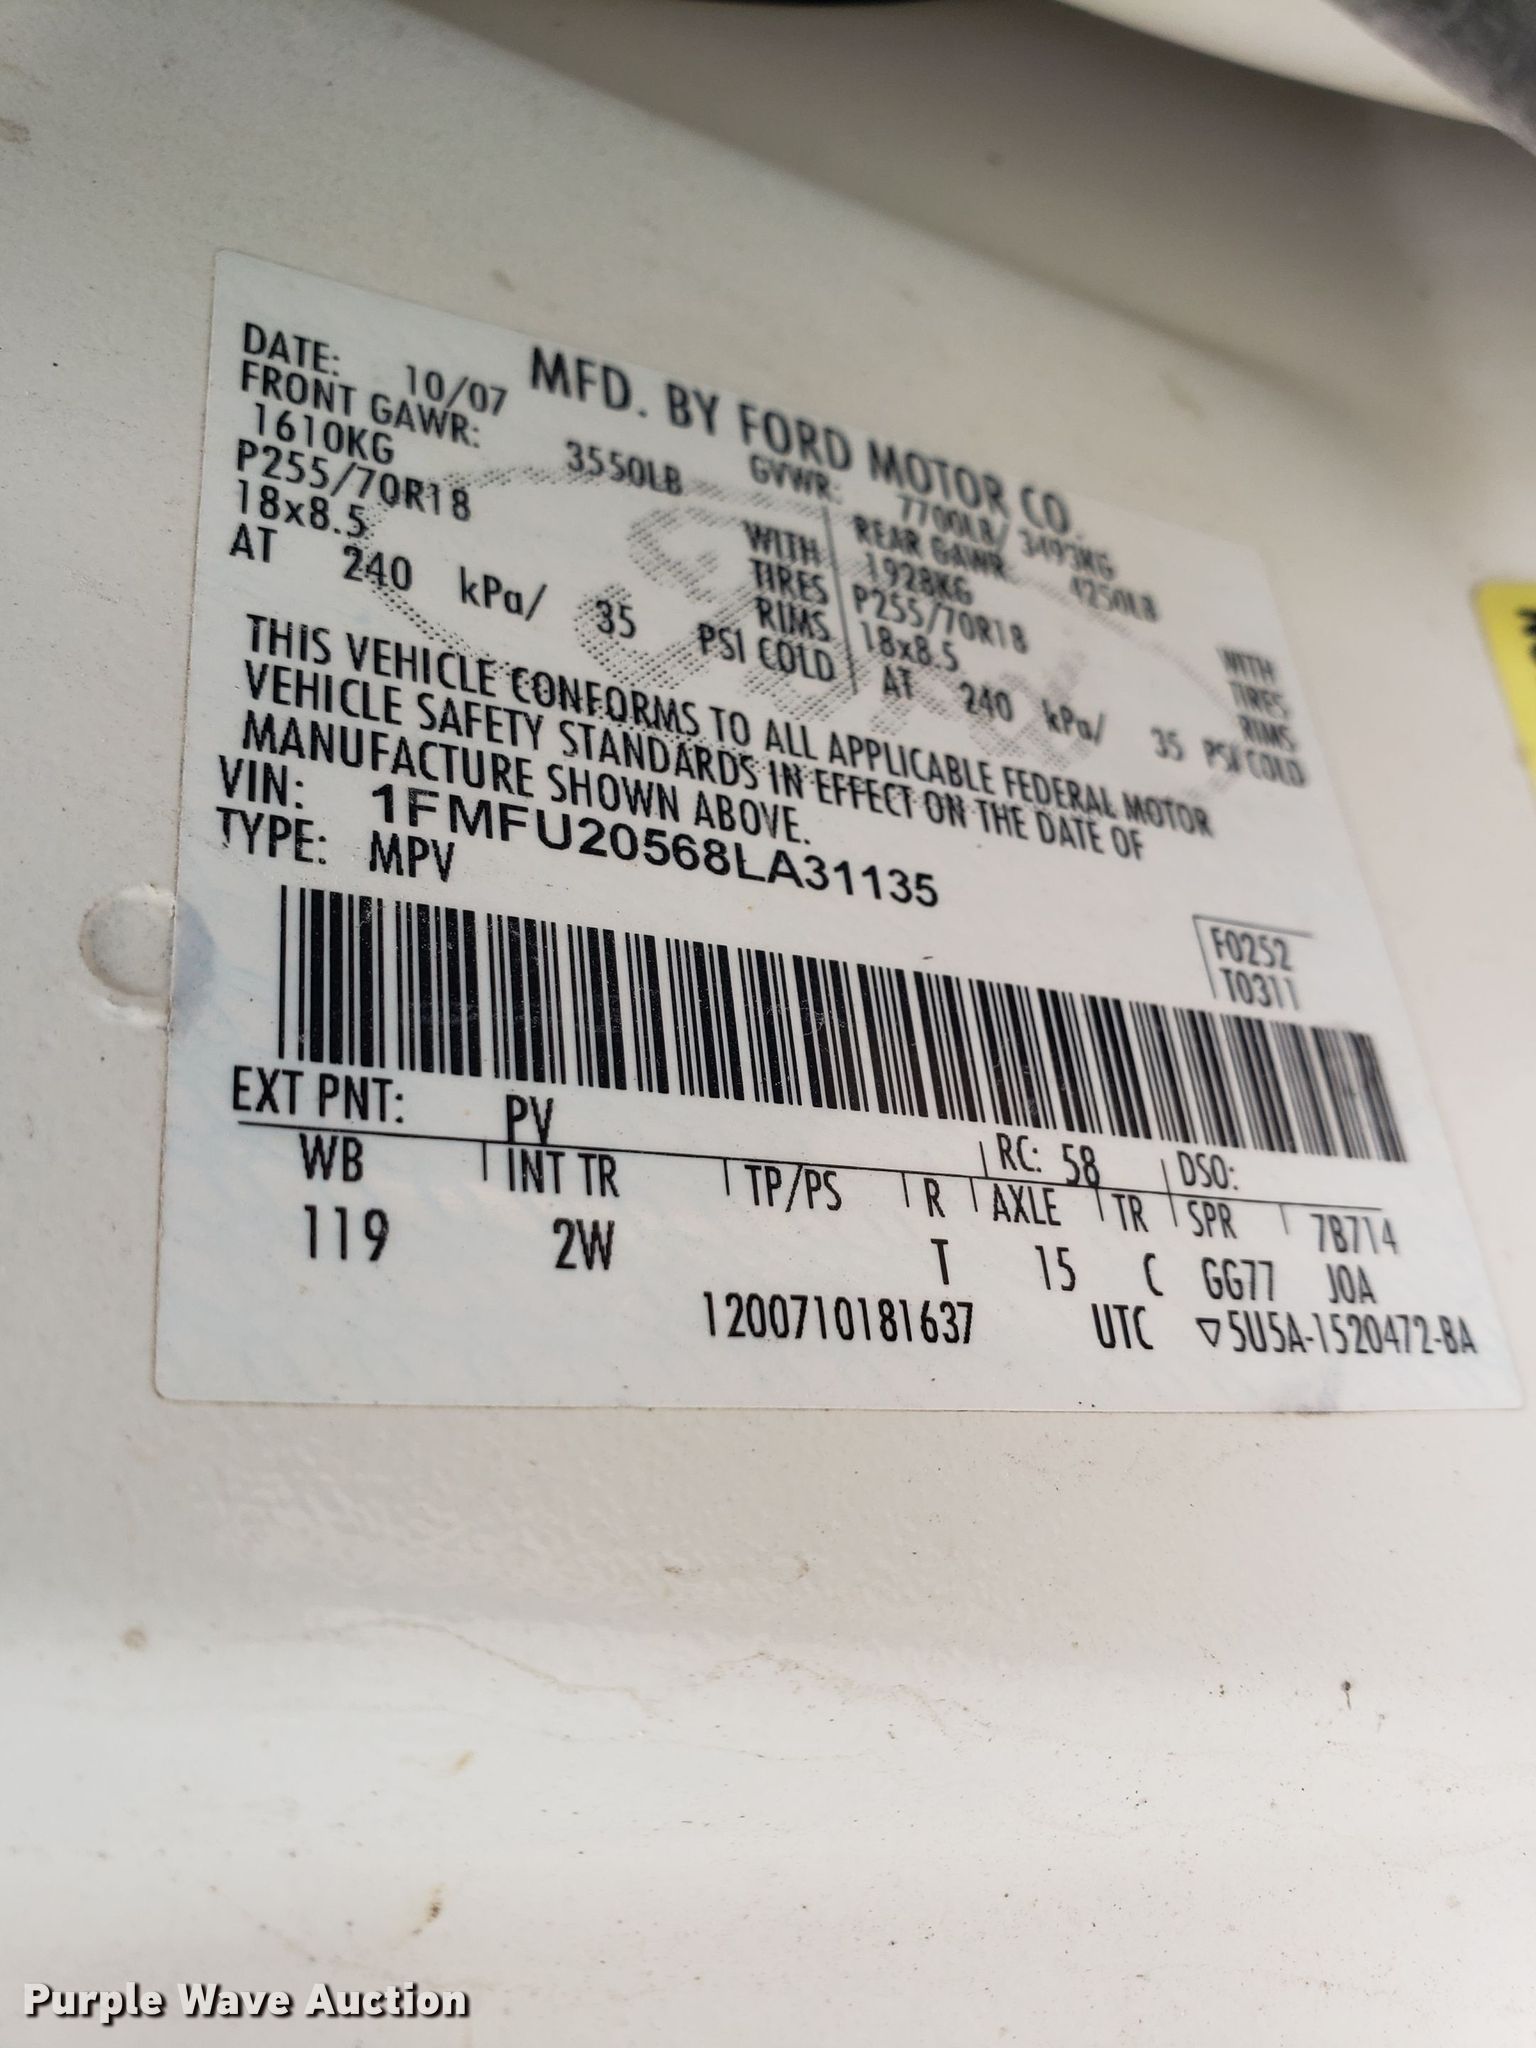 MFD. BY FORD MOTOR CO.
DATE: 10/07
GVWR: 7700LB/ 3493KG
FRONT GAWR: 3550LB
REAR GAWR: 4250LB
1610KG WITH
1928KG WITH
P255/70R18 TIRES
P255/70R18 TIRES
18x8.5 RIMS
18x8.5 RIMS
AT 240 kPa/ 35 PSI COLD
AT 240 kPa/ 35 PSI COLD
THIS VEHICLE CONFORMS TO ALL APPLICABLE FEDERAL MOTOR
VEHICLE SAFETY STANDARDS IN EFFECT ON THE DATE OF
MANUFACTURE SHOWN ABOVE.
VIN: 1FMFU20568LA31135
TYPE: MPV
F0252
T0311
EXT PNT: PV RC: 58 DSO:
WB INT TR TP/PS R AXLE TR SPR 7B714
119 2W T 15 C GG77 JOA
1200710181637 UTC ▽5U5A-1520472-BA
Purple Wave Auction